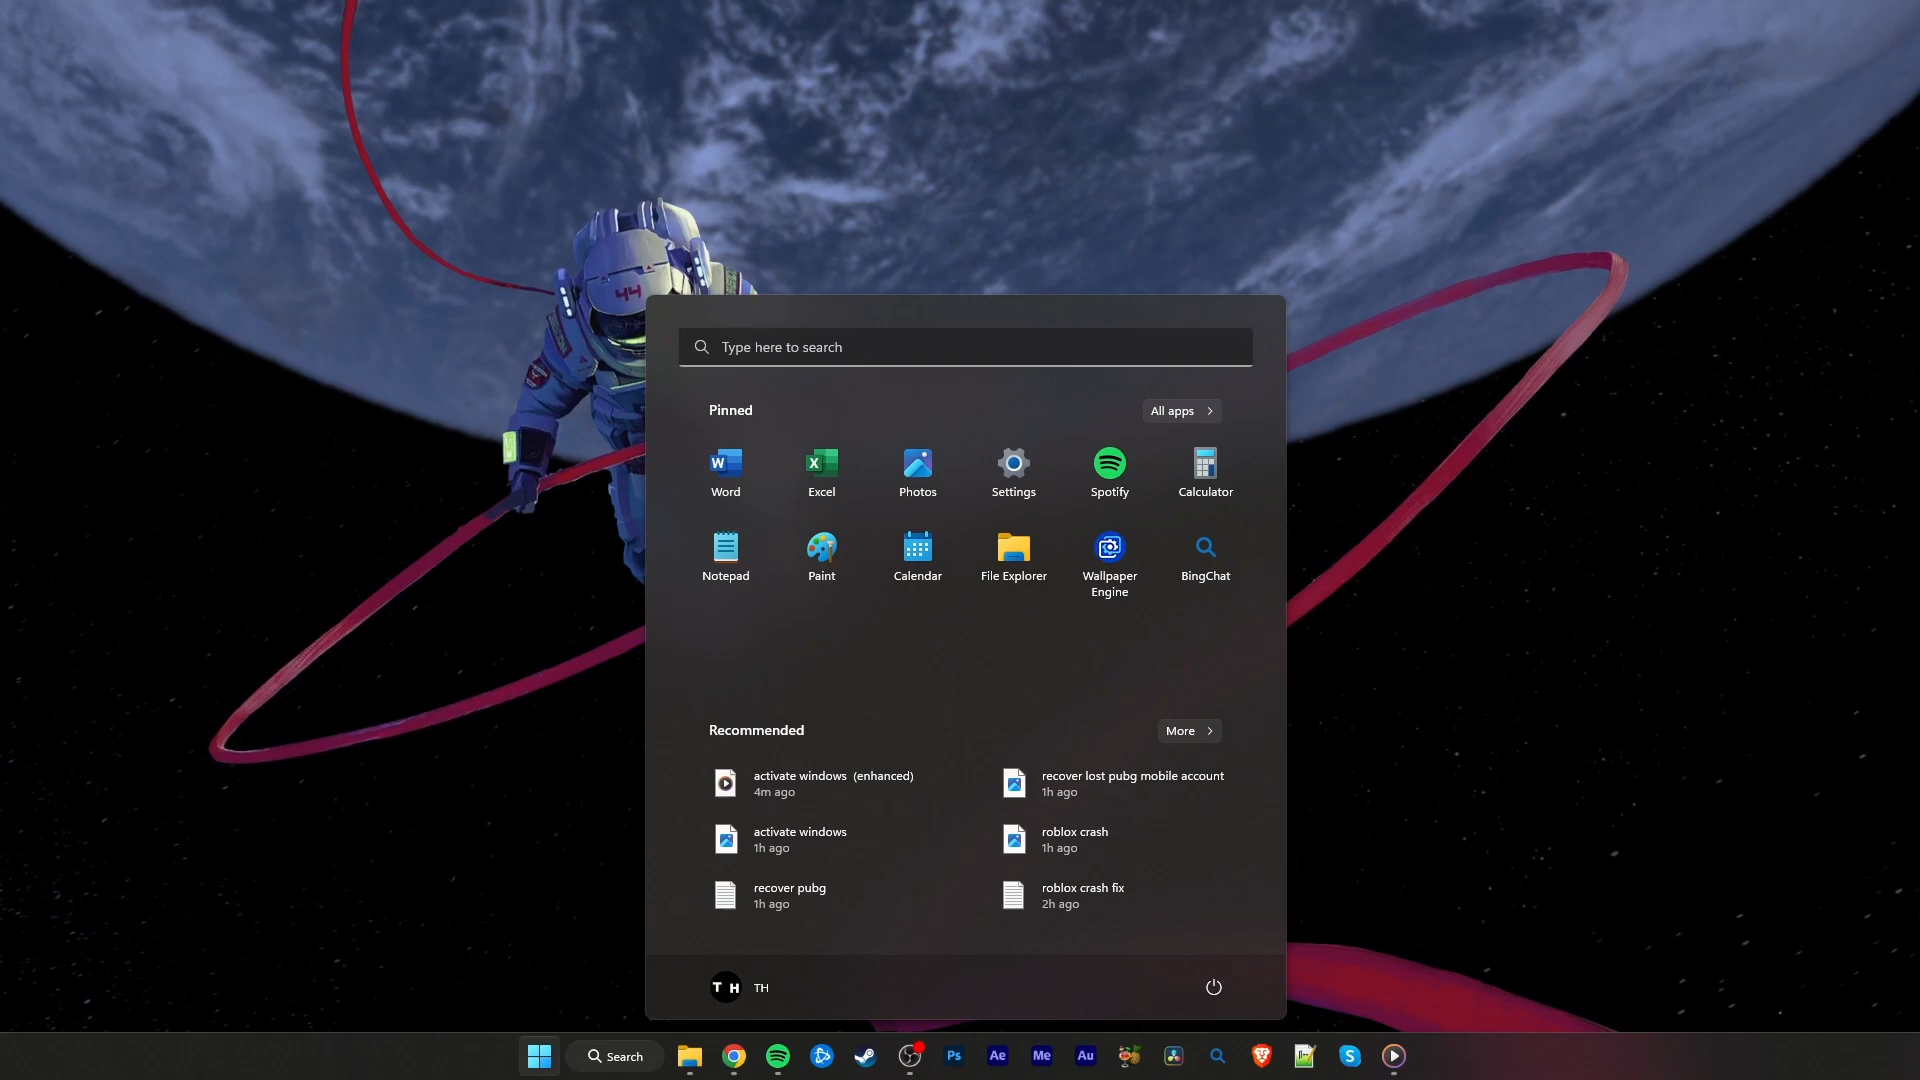 44
Type here to search
Pinned
All apps
W
X
Word
Excel
Photos
Settings
Spotify
Calculator
Notepad
Paint
Calendar
File Explorer
Wallpaper
Engine
BingChat
Recommended
More
activate windows (enhanced)
4m ago
recover lost pubg mobile account
1h ago
activate windows
1h ago
roblox crash
1h ago
recover pubg
1h ago
roblox crash fix
2h ago
T H
TH
Search
Ps
Ae
Me
Au
S